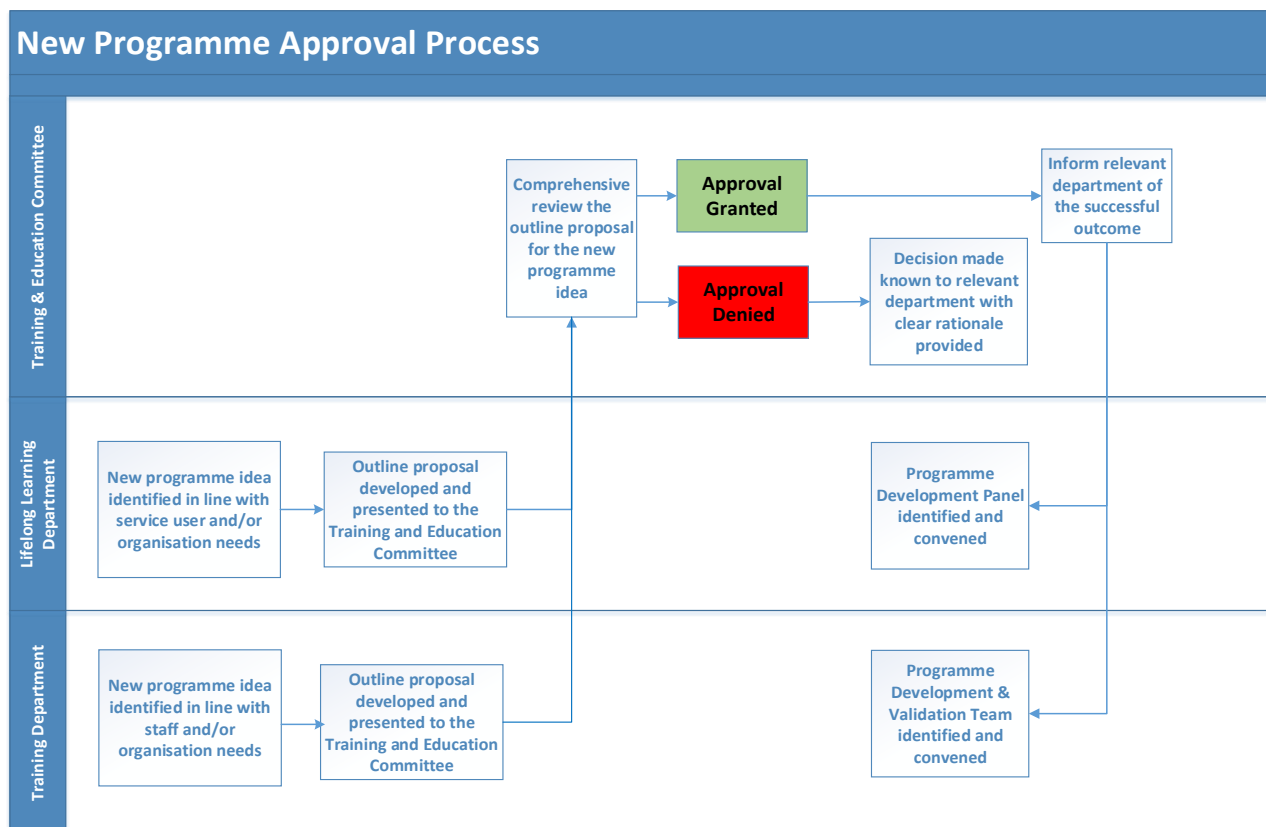 New Programme Approval Process
Training & Education Committee
Comprehensive
review the
outline proposal
for the new
programme
idea
Approval
Granted
Approval
Denied
Inform relevant
department of
the successful
outcome
Decision made
known to relevant
department with
clear rationale
provided
Lifelong Learning
Department
New programme idea
identified in line with
service user and/or
organisation needs
Outline proposal
developed and
presented to the
Training and Education
Committee
Programme
Development Panel
identified and
convened
Training Department
New programme idea
identified in line with
staff and/or
organisation needs
Outline proposal
developed and
presented to the
Training and Education
Committee
Programme
Development &
Validation Team
identified and
convened